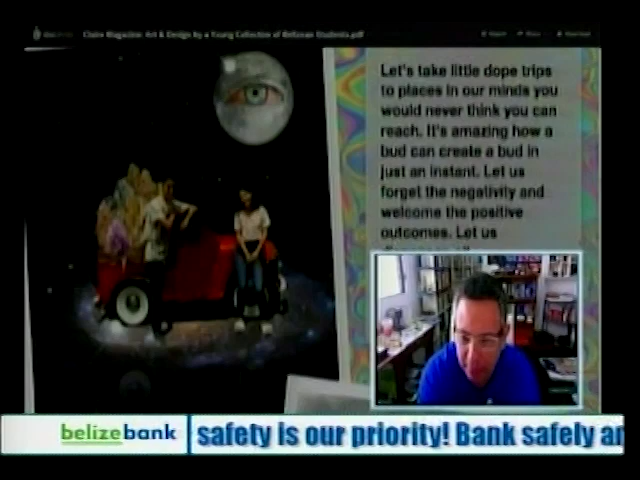 Claire Magazine: Art & Design by a Young Collection of Belizean Students.pdf
Let's take little dope trips
to places in our minds you
would never think you can
reach. It's amazing how a
bud can create a bud in
just an instant. Let us
forget the negativity and
welcome the positive
outcomes. Let us
belizebank
safety is our priority! Bank safely an